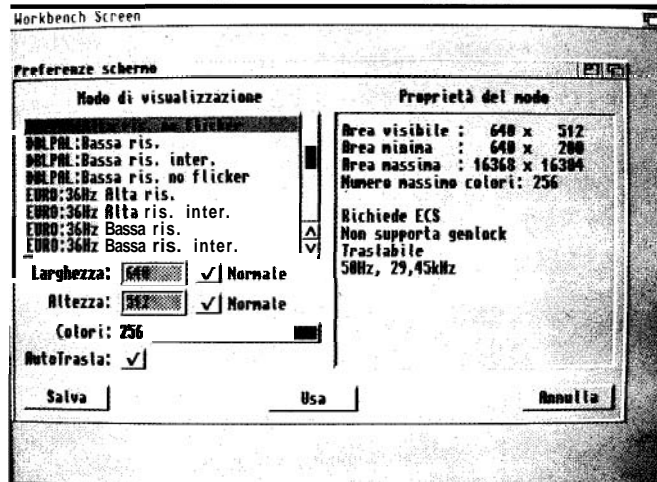 Workbench Screen
Preferenze schermo
Modo di visualizzazione
no flicker
DBLPAL:Bassa ris.
DBLPAL:Bassa ris. inter.
DBLPAL:Bassa ris. no flicker
EURO:36Hz Alta ris.
EURO:36Hz Alta ris. inter.
EURO:36Hz Bassa ris.
EURO:36Hz Bassa ris. inter.
Larghezza: 640 Normale
Altezza: 512 Normale
Colori: 256
AutoTrasla:
Proprietà del modo
Area visibile : 640 x 512
Area minima : 640 x 200
Area massima : 16368 x 16384
Numero massimo colori: 256
Richiede ECS
Non supporta genlock
Traslabile
50Hz, 29,45kHz
Salva
Usa
Annulla